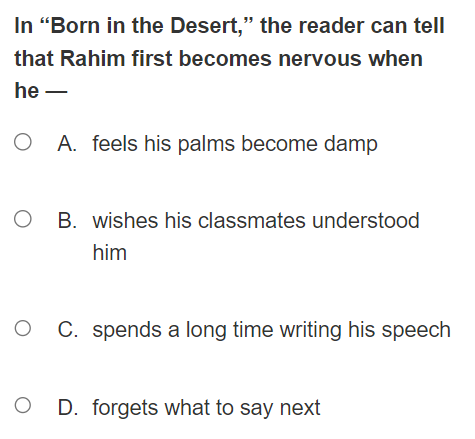 In “Born in the Desert,” the reader can tell
that Rahim first becomes nervous when
he —
A. feels his palms become damp
B. wishes his classmates understood
him
C. spends a long time writing his speech
D. forgets what to say next